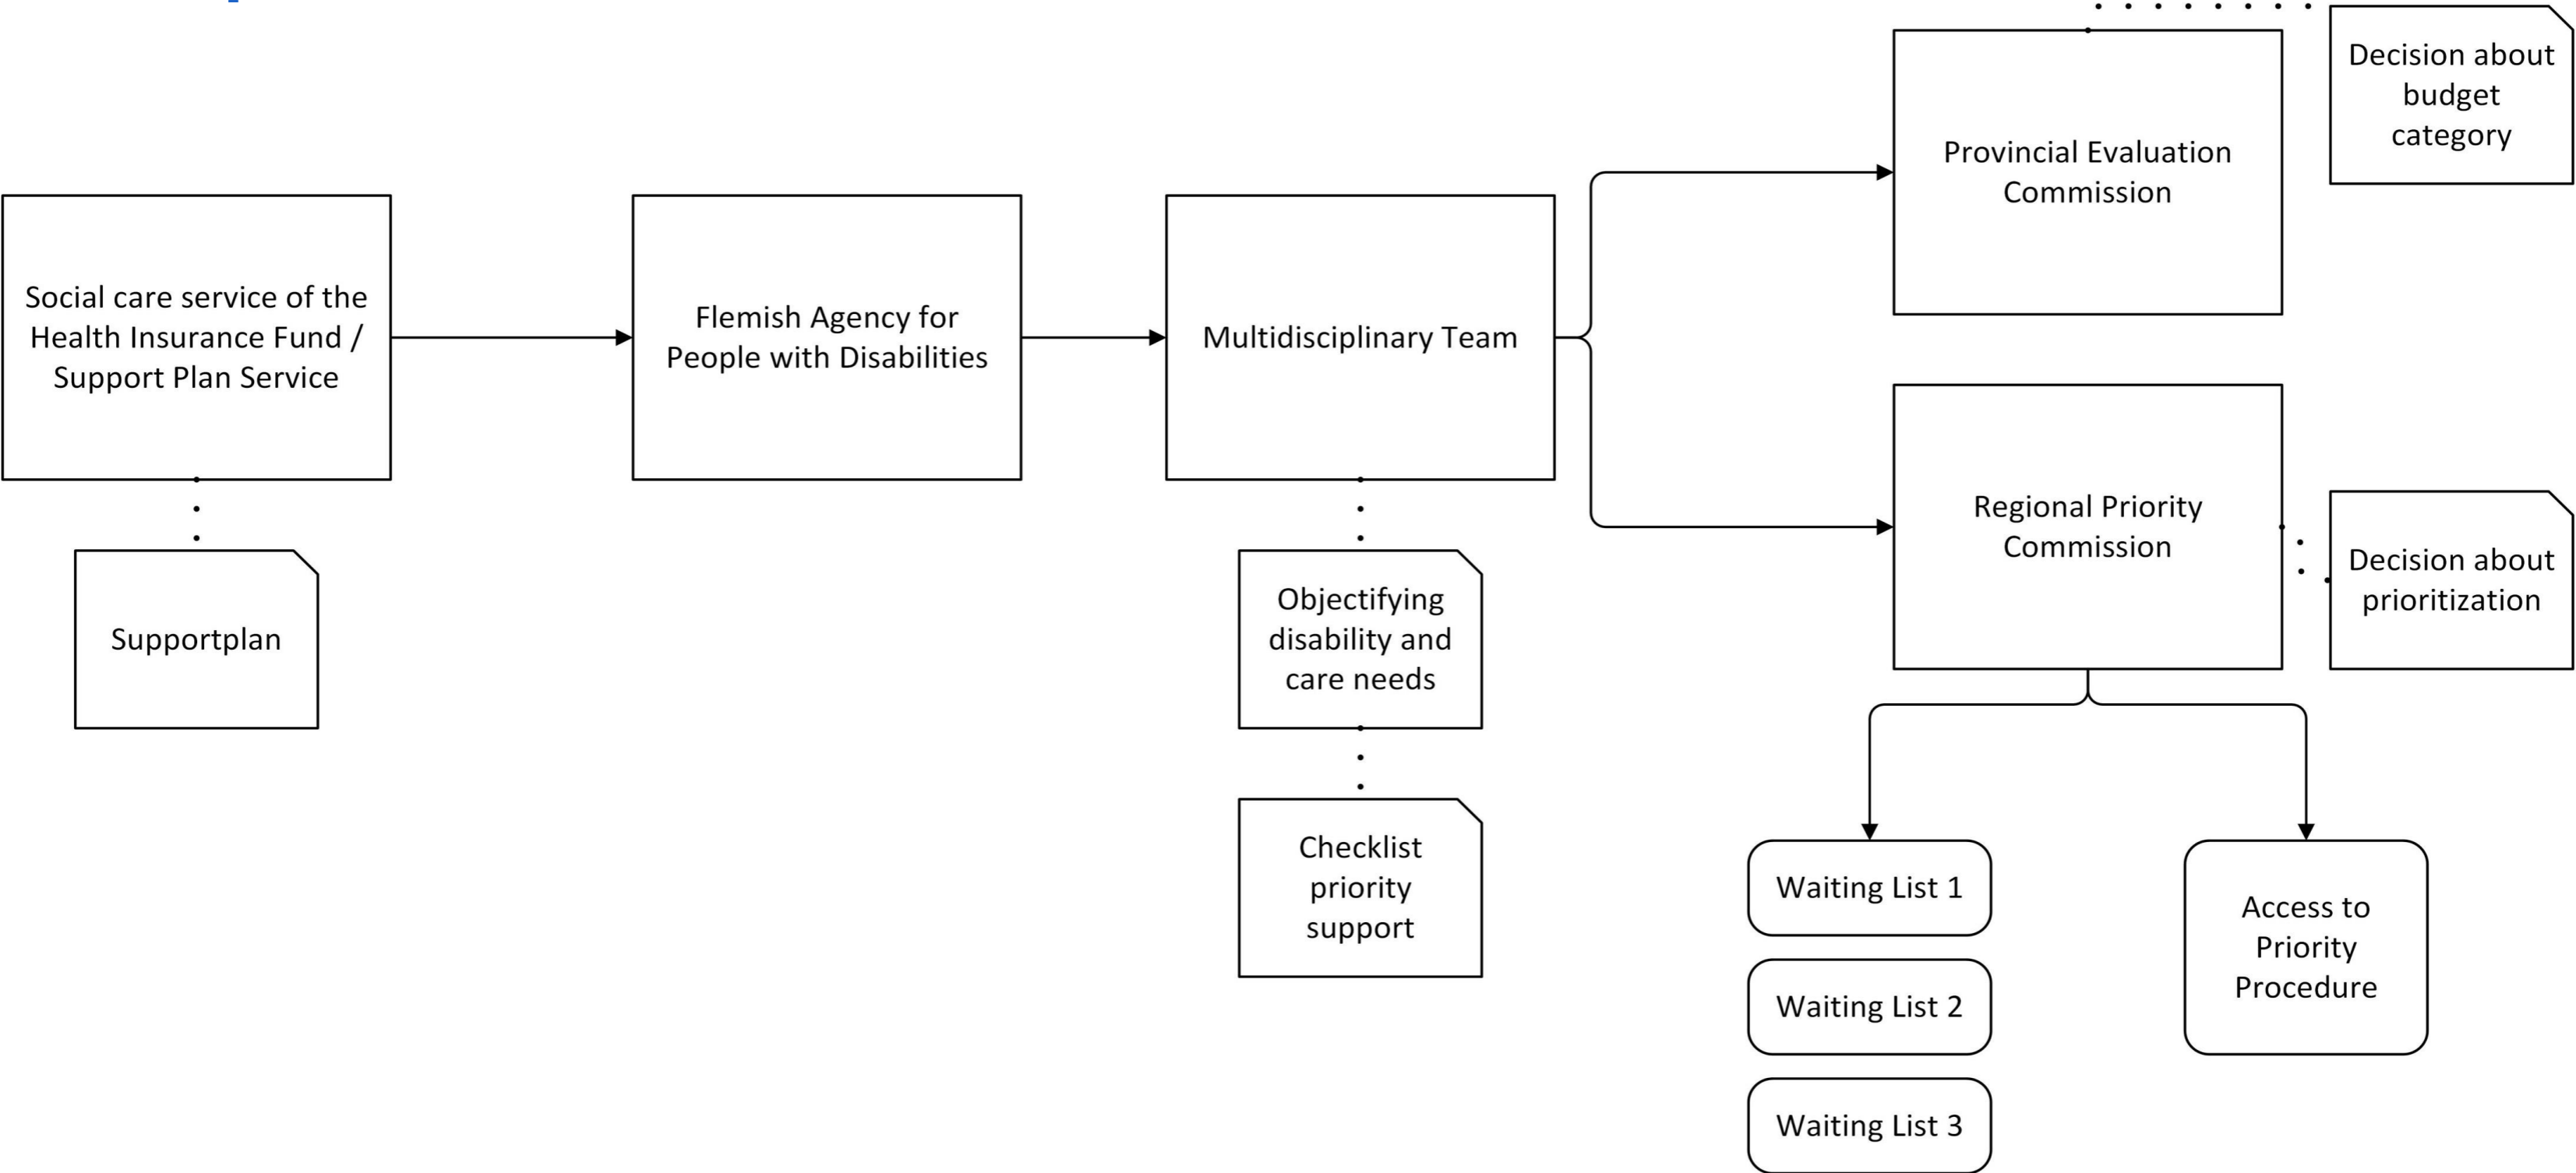 Social care service of the
Health Insurance Fund /
Support Plan Service
Supportplan
Flemish Agency for
People with Disabilities
Multidisciplinary Team
Objectifying
disability and
care needs
Checklist
priority
support
Provincial Evaluation
Commission
Decision about
budget
category
Regional Priority
Commission
Decision about
prioritization
Waiting List 1
Waiting List 2
Waiting List 3
Access to
Priority
Procedure